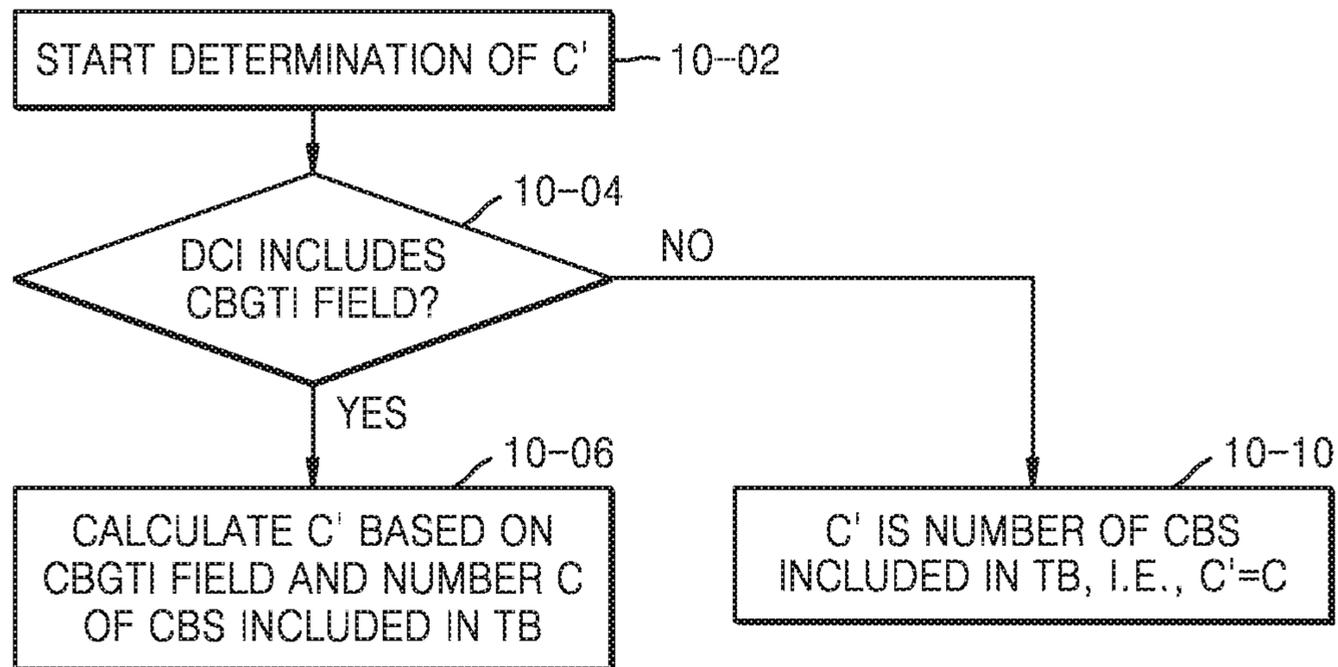 START DETERMINATION OF C'
10-02
10-04
DCI INCLUDES
CBGTI FIELD?
NO
YES
10-06
CALCULATE C' BASED ON
CBGTI FIELD AND NUMBER C
OF CBS INCLUDED IN TB
10-10
C' IS NUMBER OF CBS
INCLUDED IN TB, I.E., C'=C